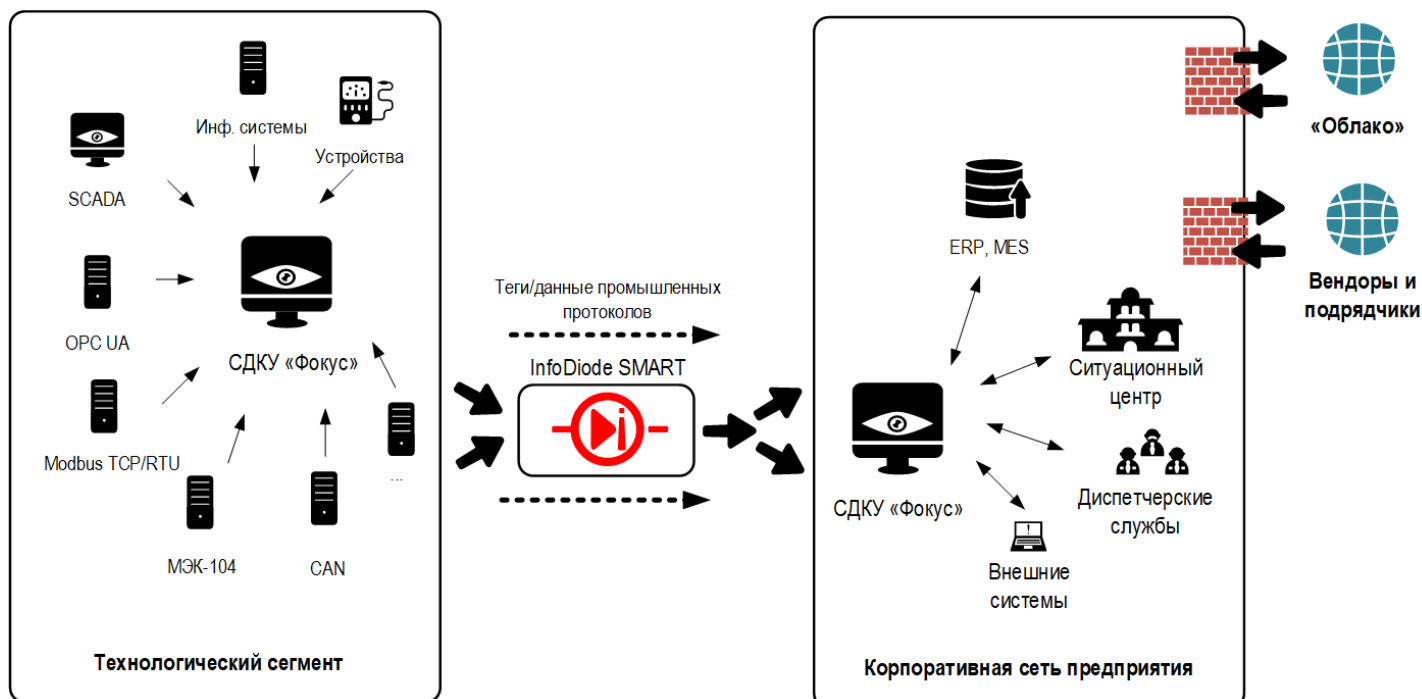 Инф. системы
Устройства
SCADA
OPC UA
СДКУ «Фокус»
Modbus TCP/RTU
...
МЭК-104
CAN
Технологический сегмент
Теги/данные промышленных
протоколов
InfoDiode SMART
ERP, MES
Ситуационный
центр
СДКУ «Фокус»
Диспетчерские
службы
Внешние
системы
Корпоративная сеть предприятия
«Облако»
Вендоры и
подрядчики